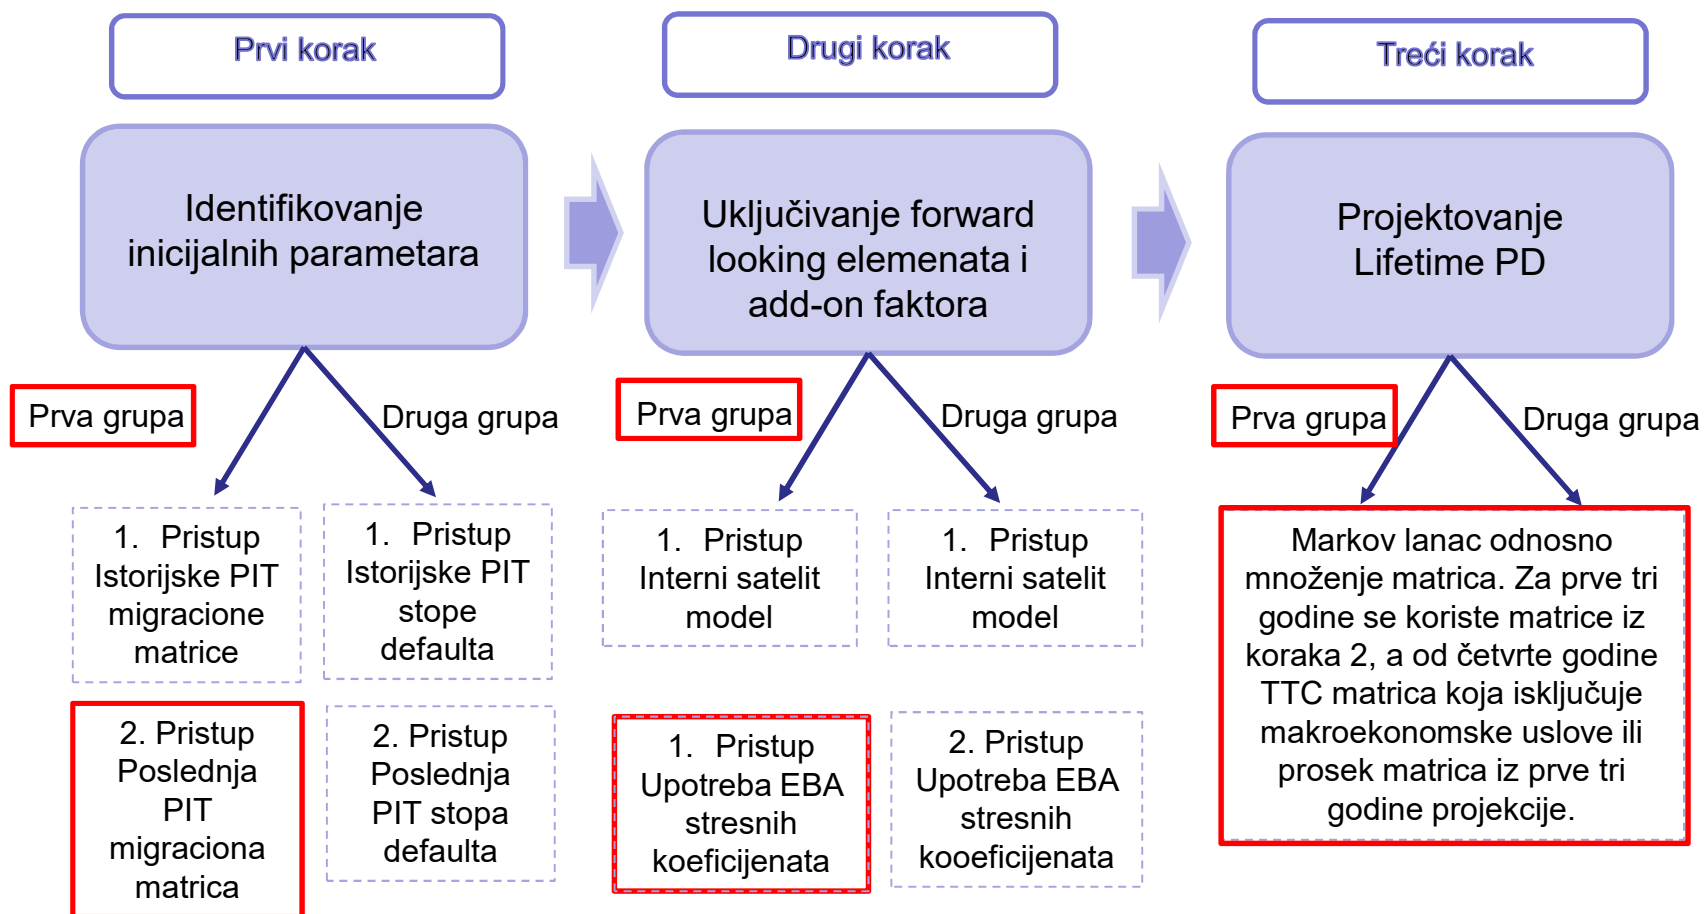 Prvi korak
Drugi korak
Treći korak
Identifikovanje
inicijalnih parametara
Uključivanje forward
looking elemenata i
add-on faktora
Projektovanje
Lifetime PD
Prva grupa
Druga grupa
Prva grupa
Druga grupa
Prva grupa
Druga grupa
1. Pristup
Istorijske PIT
migracione
matrice
1. Pristup
Istorijske PIT
stope
defaulta
1. Pristup
Interni satelit
model
1. Pristup
Interni satelit
model
Markov lanac odnosno
množenje matrica. Za prve tri
godine se koriste matrice iz
koraka 2, a od četvrte godine
TTC matrica koja isključuje
makroekonomske uslove ili
prosek matrica iz prve tri
godine projekcije.
2. Pristup
Poslednja
PIT
migraciona
matrica
2. Pristup
Poslednja
PIT stopa
defaulta
1. Pristup
Upotreba EBA
stresnih
koeficijenata
2. Pristup
Upotreba EBA
stresnih
kooeficijenata